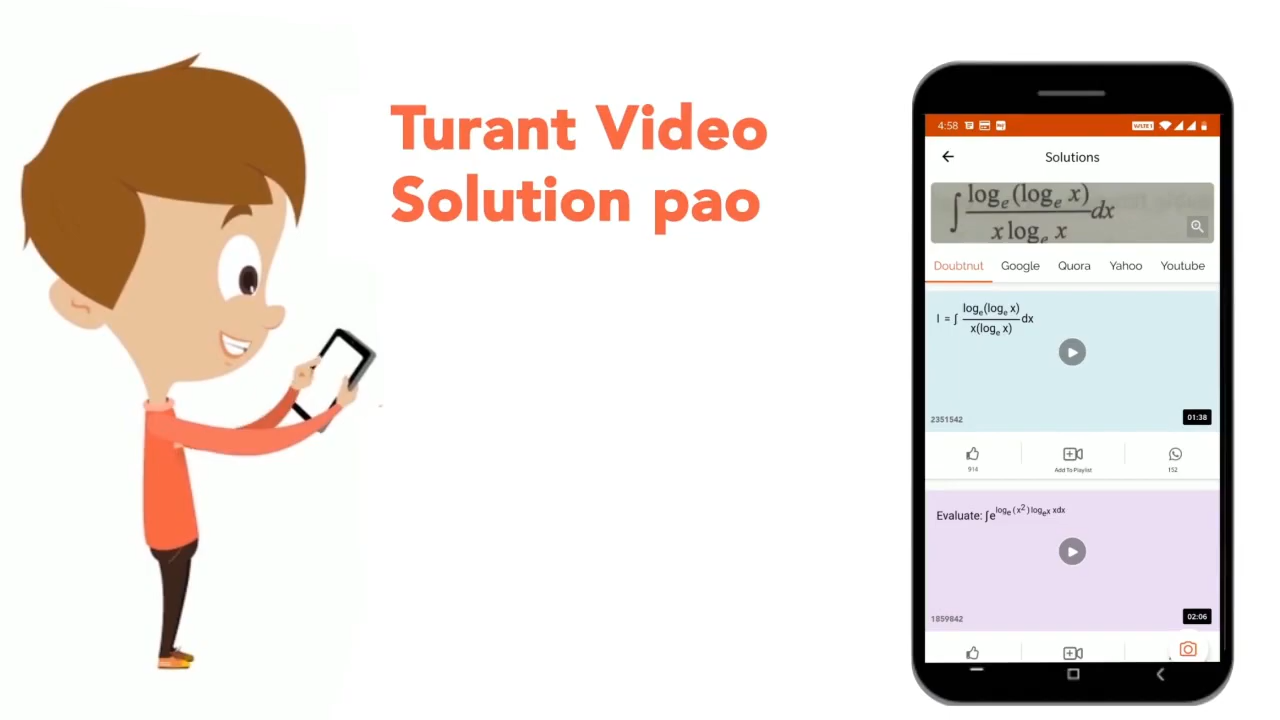 Turant Video
Solution pao
4:58
Solutions
∫ logₑ(logₑ x) / x logₑ x dx
Doubtnut Google Quora Yahoo Youtube
I = ∫ logₑ(logₑ x) / x(logₑ x) dx
2351542 01:38
914 Add To Playlist 152
Evaluate: ∫e^logₑ(x²)logₑx xdx
1859842 02:06